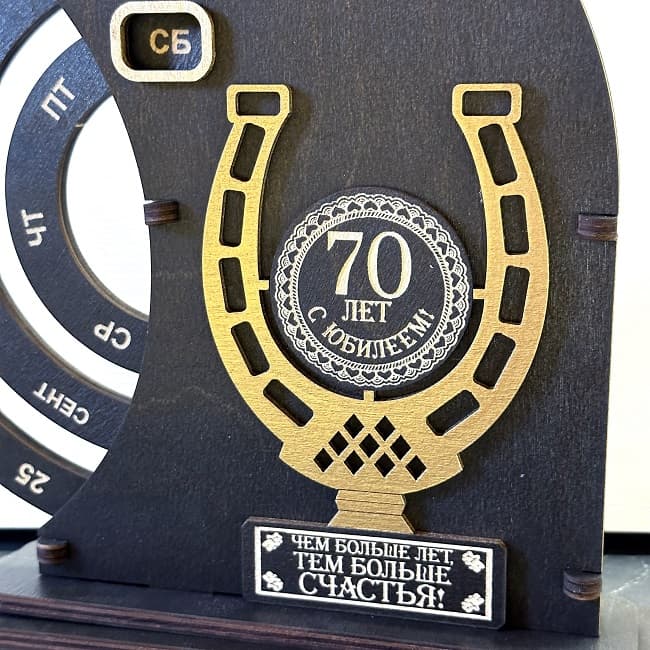 СБ
ПТ
ЧТ
СР
СЕНТ
25
70
ЛЕТ
С ЮБИЛЕЕМ!
ЧЕМ БОЛЬШЕ ЛЕТ,
ТЕМ БОЛЬШЕ
СЧАСТЬЯ!